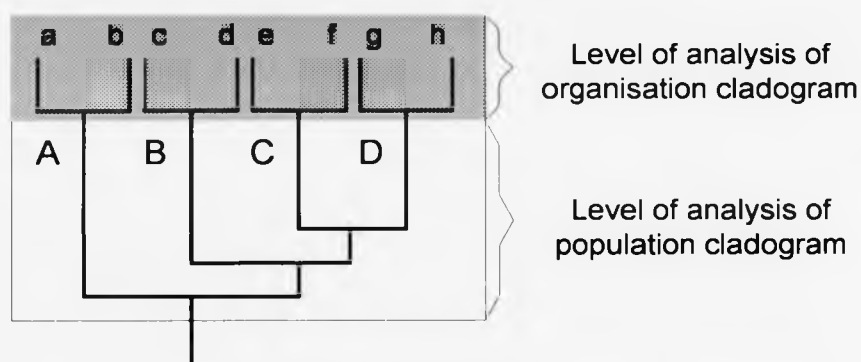 a b c d e f g h
Level of analysis of
organisation cladogram
A B C D
Level of analysis of
population cladogram